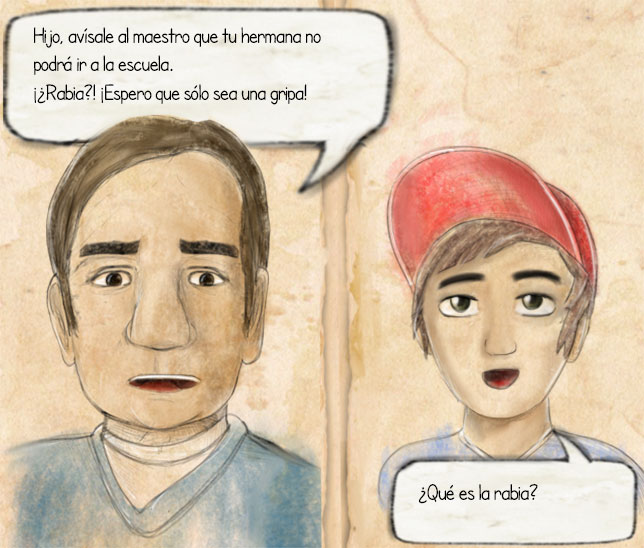 Hijo, avísale al maestro que tu hermana no
podrá ir a la escuela.
¡¿Rabia?! ¡Espero que sólo sea una gripa!
¿Qué es la rabia?